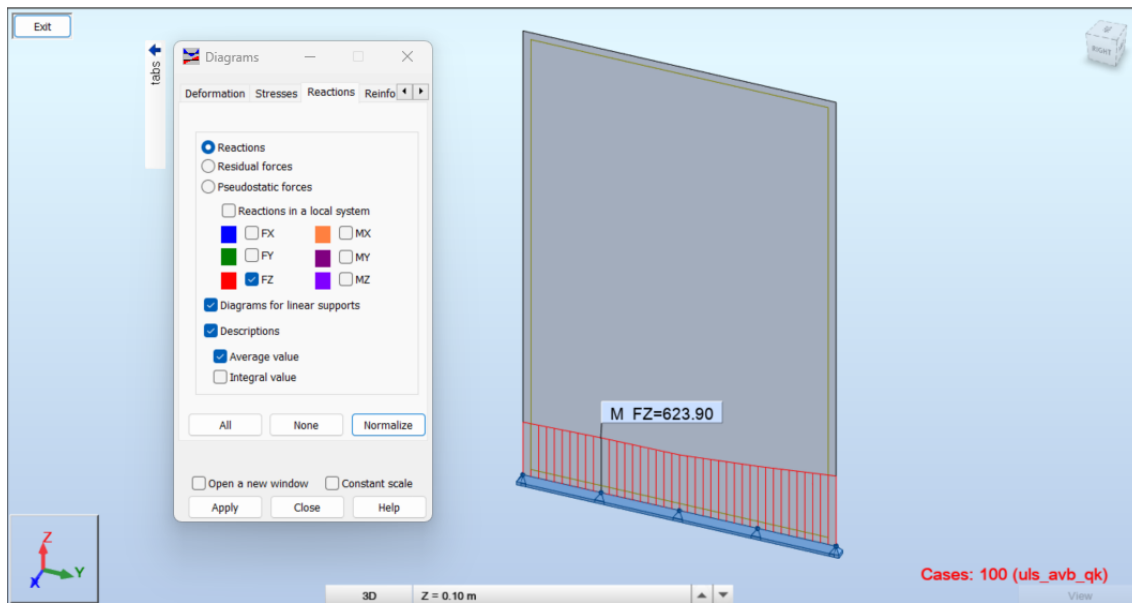 Exit
tabs
Diagrams
Deformation Stresses Reactions Reinfo
Reactions
Residual forces
Pseudostatic forces
Reactions in a local system
FX MX
FY MY
FZ MZ
Diagrams for linear supports
Descriptions
Average value
Integral value
All None Normalize
Open a new window Constant scale
Apply Close Help
RIGHT
M FZ=623.90
Z
Y
X
Cases: 100 (uls_avb_qk)
3D Z = 0.10 m
View